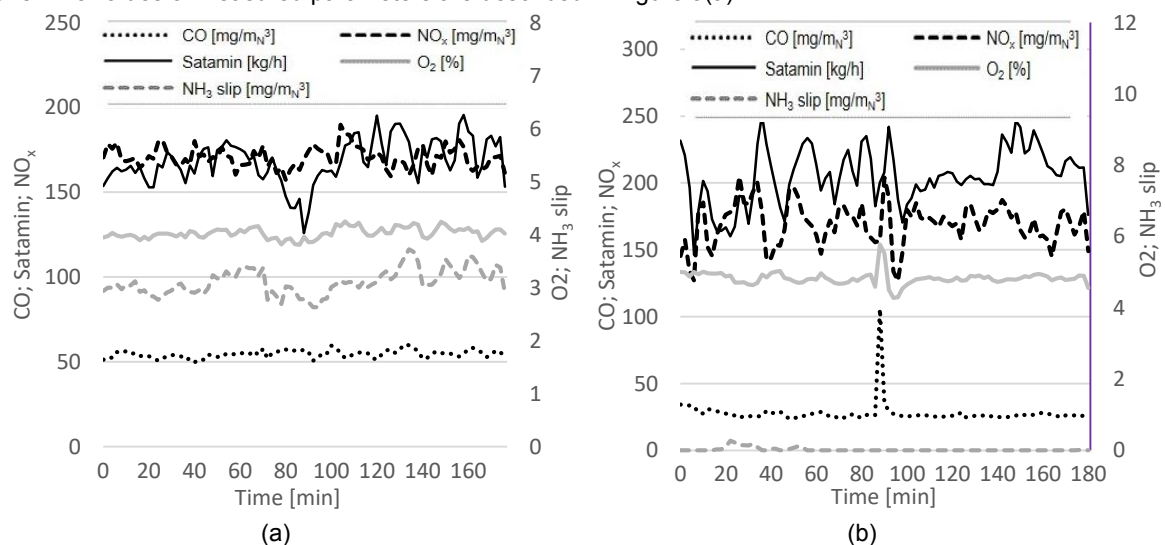 CO [mg/mN³] NOx [mg/mN³]
Satamin [kg/h] O2 [%]
NH3 slip [mg/mN³]
250
200
150
100
50
0
CO; Satamin; NOx
8
7
6
5
4
3
2
1
0
O2; NH3 slip
0 20 40 60 80 100 120 140 160
Time [min]
(a)
CO [mg/mN³] NOx [mg/mN³]
Satamin [kg/h] O2 [%]
NH3 slip [mg/mN³]
300
250
200
150
100
50
0
CO; Satamin, NOx
12
10
8
6
4
2
0
O2; NH3 slip
0 20 40 60 80 100 120 140 160 180
Time [min]
(b)